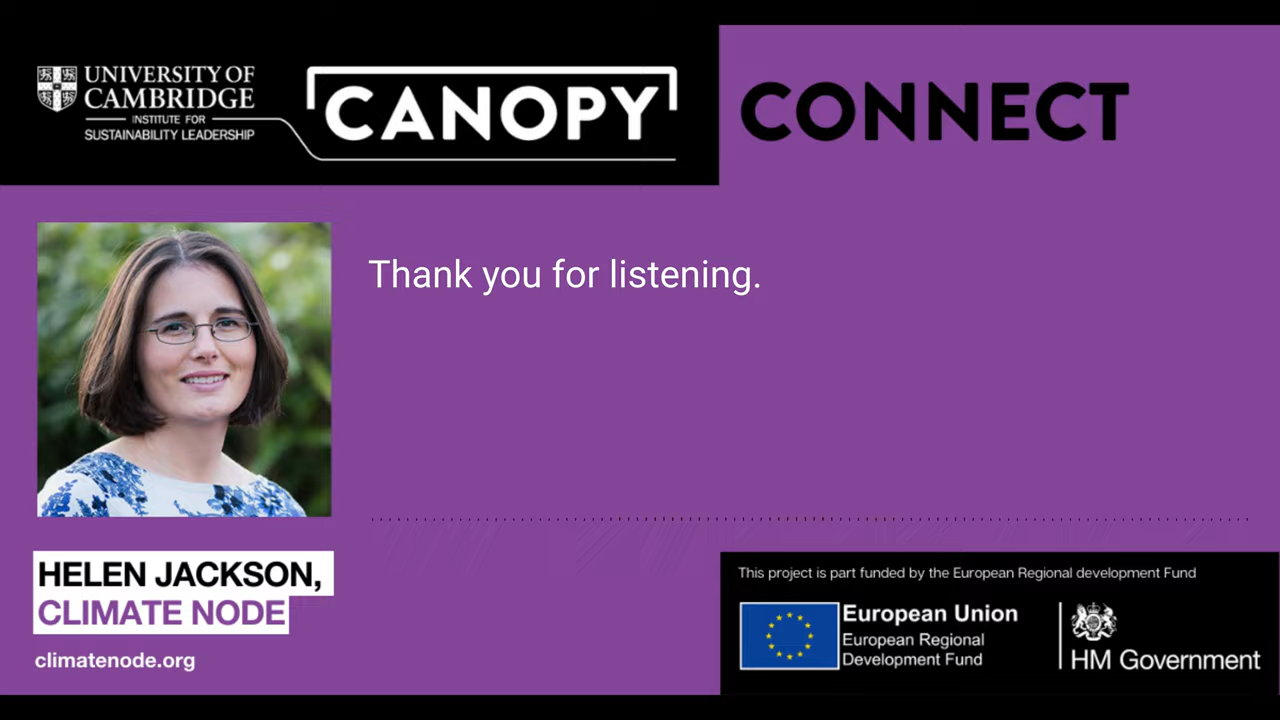 UNIVERSITY OF
CAMBRIDGE
INSTITUTE FOR
SUSTAINABILITY LEADERSHIP
CANOPY
CONNECT
Thank you for listening.
HELEN JACKSON,
CLIMATE NODE
climatenode.org
This project is part funded by the European Regional development Fund
European Union
European Regional
Development Fund
HM Government